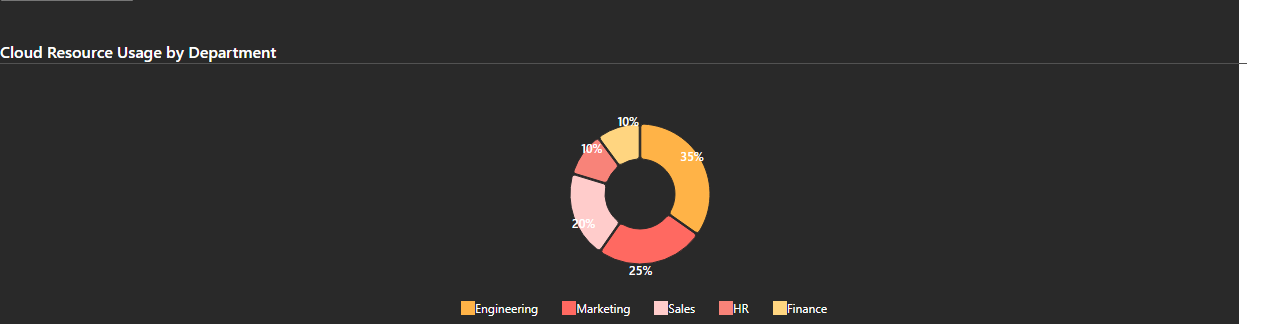 Cloud Resource Usage by Department
10%
10%
35%
20%
25%
Engineering Marketing Sales HR Finance